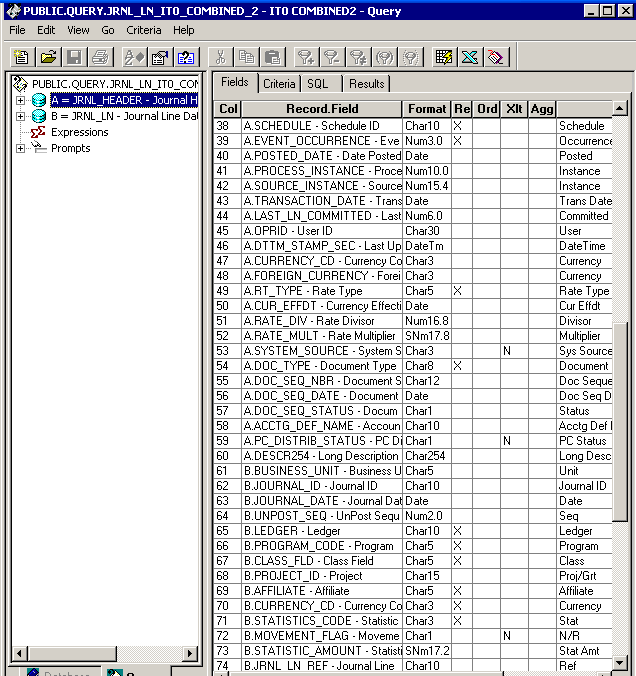 PUBLIC.QUERY.JRNL_LN_ITO_COMBINED_2 - ITO COMBINED2 - Query
File Edit View Go Criteria Help
PUBLIC.QUERY.JRNL_LN_ITO_CON
A = JRNL_HEADER - Journal H
B = JRNL_LN - Journal Line Dal
Expressions
Prompts
Database
Fields Criteria SQL Results
Col Record.Field Format Re Ord Xlt Agg
38 A.SCHEDULE - Schedule ID Char10 X Schedule
39 A.EVENT_OCCURRENCE - Eve Num3.0 X Occurrence
40 A.POSTED_DATE - Date Posted Date Posted
41 A.PROCESS_INSTANCE - Proce Num10.0 Instance
42 A.SOURCE_INSTANCE - Source Num15.4 Instance
43 A.TRANSACTION_DATE - Trans Date Trans Date
44 A.LAST_LN_COMMITTED - Last Num6.0 Committed
45 A.OPRID - User ID Char30 User
46 A.DTTM_STAMP_SEC - Last Up DateTm DateTime
47 A.CURRENCY_CD - Currency Co Char3 Currency
48 A.FOREIGN_CURRENCY - Forei Char3 Currency
49 A.RT_TYPE - Rate Type Char5 X Rate Type
50 A.CUR_EFFDT - Currency Effecti Date Cur Effdt
51 A.RATE_DIV - Rate Divisor Num16.8 Divisor
52 A.RATE_MULT - Rate Multiplier SNm17.8 Multiplier
53 A.SYSTEM_SOURCE - System S Char3 N Sys Source
54 A.DOC_TYPE - Document Type Char8 X Document
55 A.DOC_SEQ_NBR - Document S Char12 Doc Seque
56 A.DOC_SEQ_DATE - Document Date Doc Seq D
57 A.DOC_SEQ_STATUS - Docum Char1 Status
58 A.ACCTG_DEF_NAME - Accoun Char10 Acctg Def I
59 A.PC_DISTRIB_STATUS - PC Di Char1 N PC Status
60 A.DESCR254 - Long Description Char254 Long Desc
61 B.BUSINESS_UNIT - Business U Char5 Unit
62 B.JOURNAL_ID - Journal ID Char10 Journal ID
63 B.JOURNAL_DATE - Journal Dat Date Date
64 B.UNPOST_SEQ - UnPost Sequ Num2.0 Seq
65 B.LEDGER - Ledger Char10 X Ledger
66 B.PROGRAM_CODE - Program Char5 X Program
67 B.CLASS_FLD - Class Field Char5 X Class
68 B.PROJECT_ID - Project Char15 Proj/Grt
69 B.AFFILIATE - Affiliate Char5 X Affiliate
70 B.CURRENCY_CD - Currency Co Char3 X Currency
71 B.STATISTICS_CODE - Statistic Char3 X Stat
72 B.MOVEMENT_FLAG - Moveme Char1 N N/R
73 B.STATISTIC_AMOUNT - Statisti SNm17.2 Stat Amt
74 B.JRNL_LN_REF - Journal Line Char10 Ref